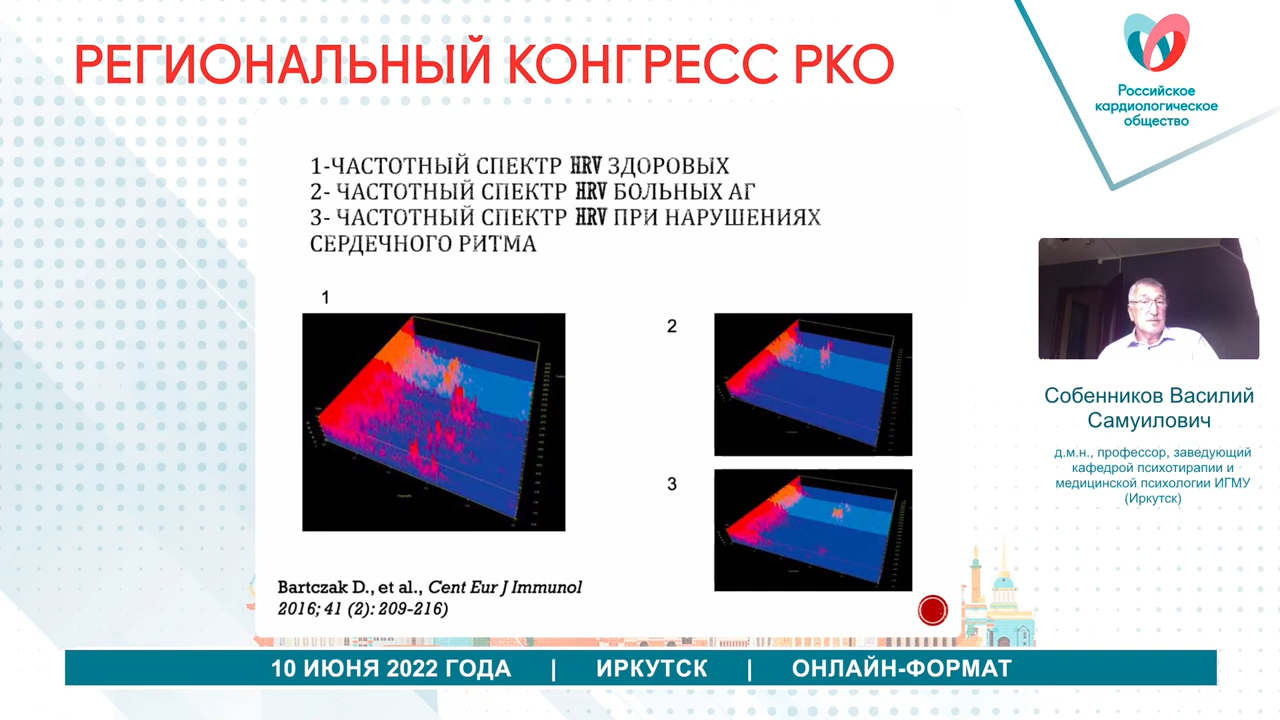 РЕГИОНАЛЬНЫЙ КОНГРЕСС РКО
Российское
кардиологическое
общество
1-ЧАСТОТНЫЙ СПЕКТР HRV ЗДОРОВЫХ
2- ЧАСТОТНЫЙ СПЕКТР HRV БОЛЬНЫХ АГ
3- ЧАСТОТНЫЙ СПЕКТР HRV ПРИ НАРУШЕНИЯХ
СЕРДЕЧНОГО РИТМА
1
2
3
Bartczak D., et al., Cent Eur J Immunol
2016; 41 (2): 209-216)
Собенников Василий
Самуилович
д.м.н., профессор, заведующий
кафедрой психотирапии и
медицинской психологии ИГМУ
(Иркутск)
10 ИЮНЯ 2022 ГОДА | ИРКУТСК | ОНЛАЙН-ФОРМАТ